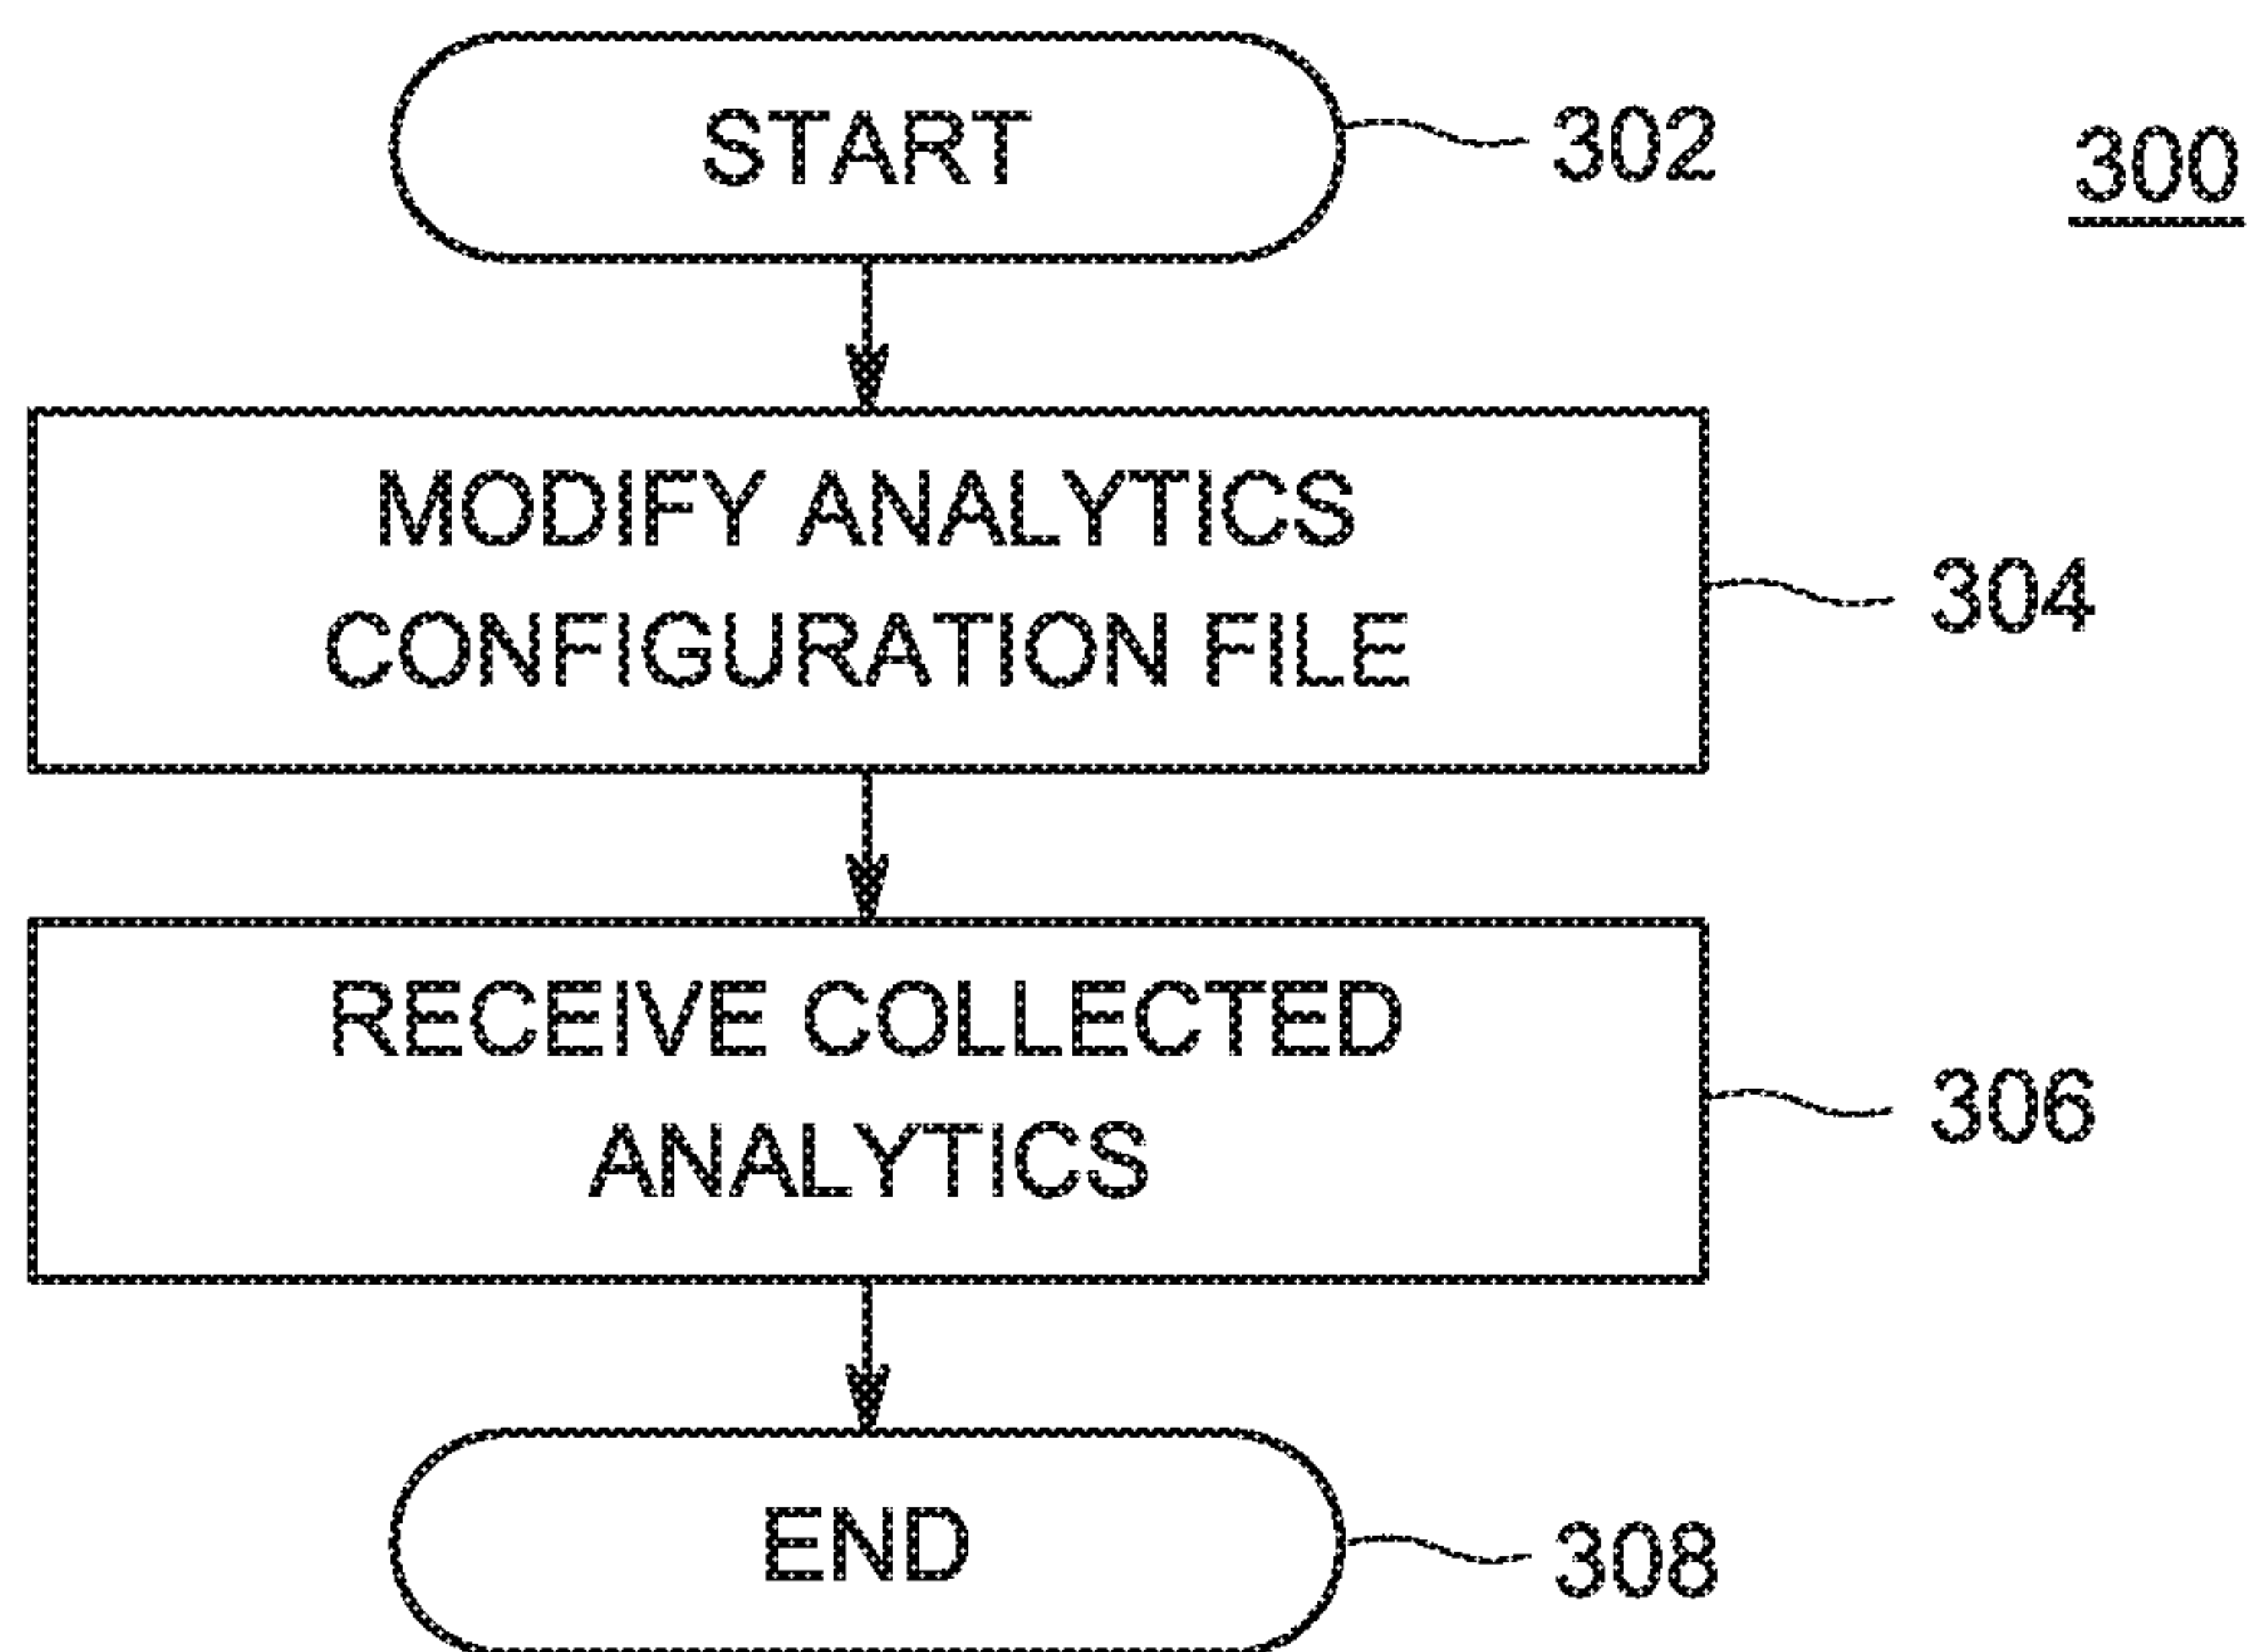 START
302
300
MODIFY ANALYTICS
CONFIGURATION FILE
304
RECEIVE COLLECTED
ANALYTICS
306
END
308